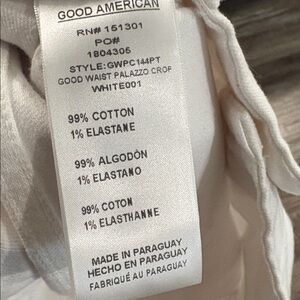 GOOD AMERICAN
RN# 151301
PO#
1804305
STYLE: GWPC144PT
GOOD WAIST PALAZZO CROP
WHITE001
99% COTTON
1% ELASTANE
99% ALGODÓN
1% ELASTANO
99% COTON
1% ELASTHANNE
MADE IN PARAGUAY
HECHO EN PARAGUAY
FABRIQUÉ AU PARAGUAY